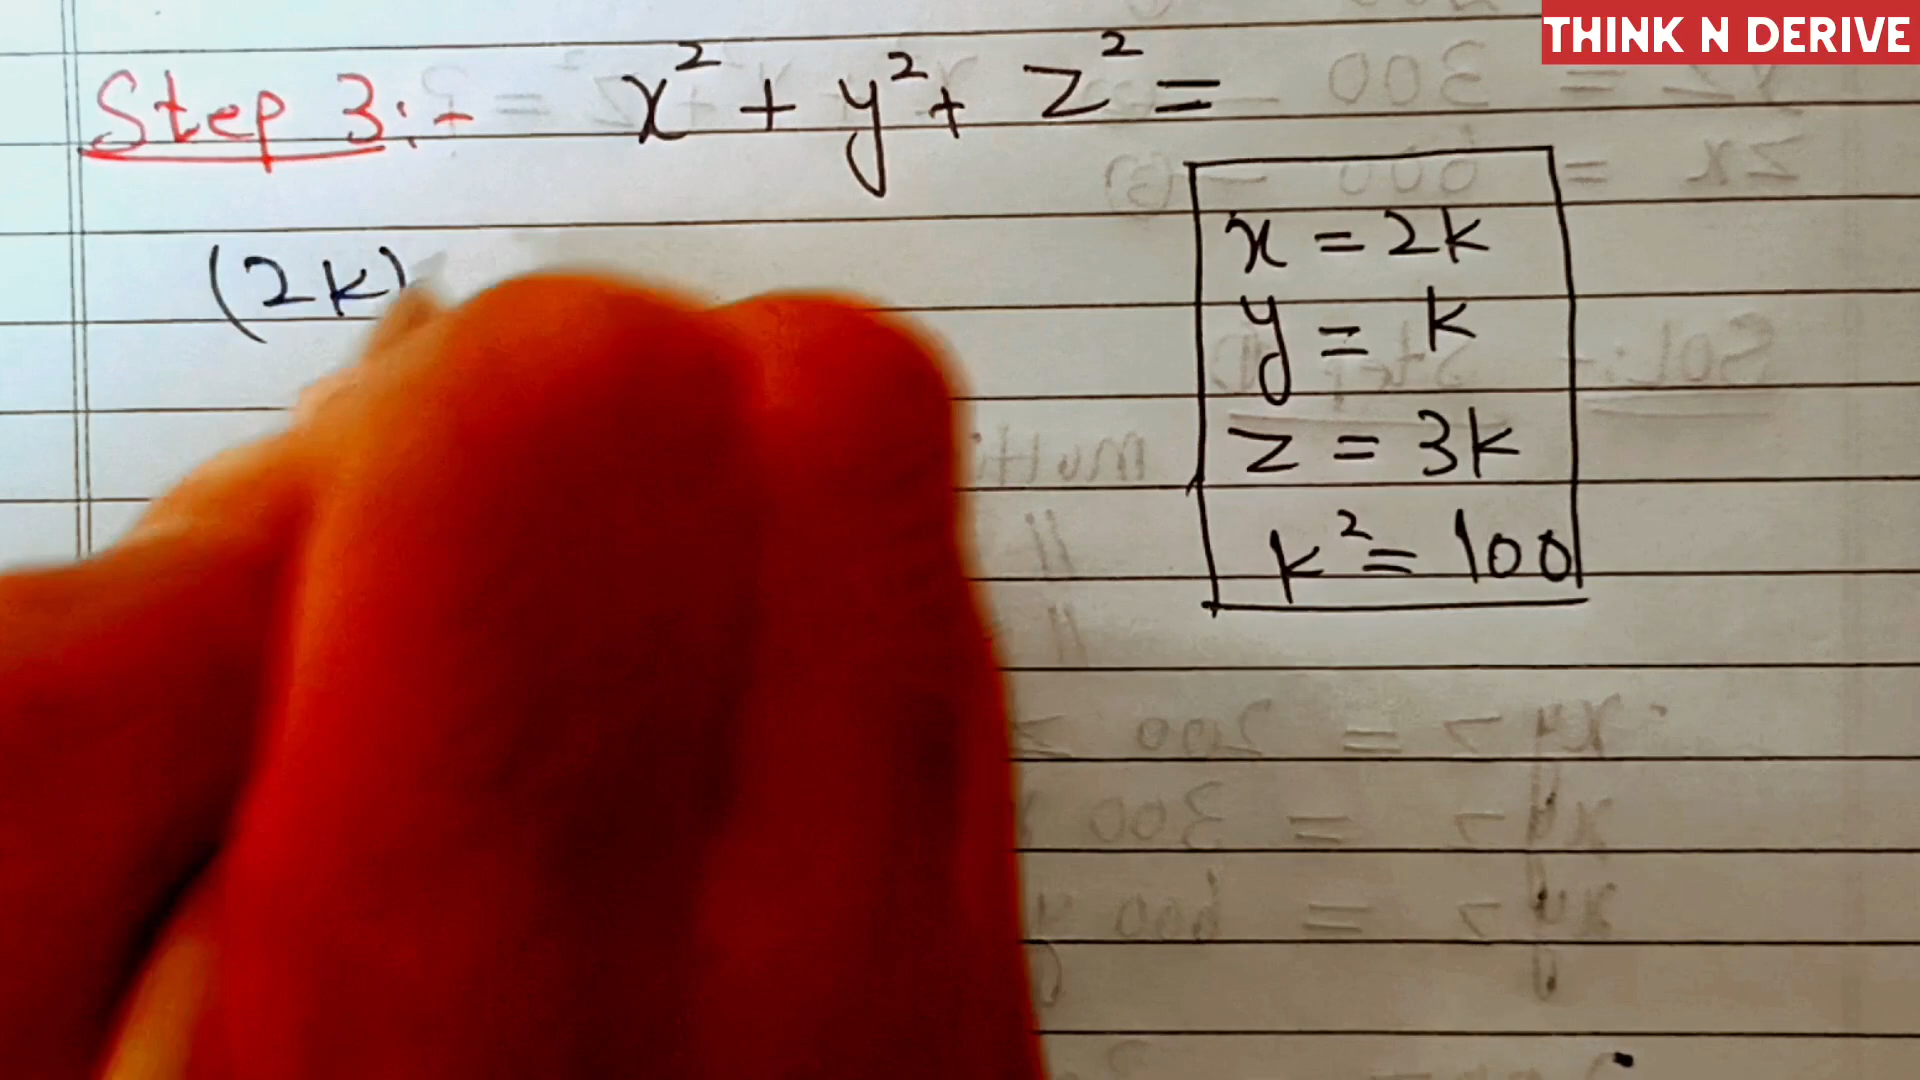 THINK N DERIVE
Step 3:- x² + y² + z² =
(2k)
x = 2k
y = k
z = 3k
k² = 100